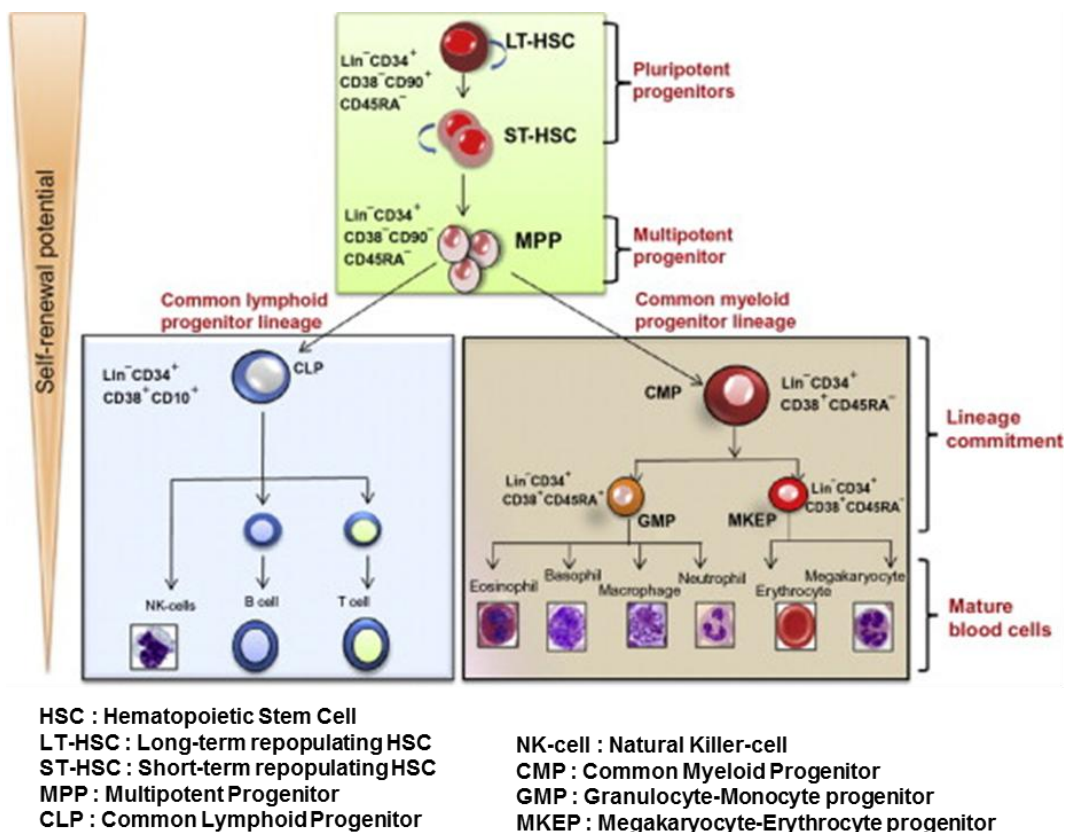 Self-renewal potential
LT-HSC
Lin⁻CD34⁺
CD38⁻CD90⁺
CD45RA⁻
Pluripotent
progenitors
ST-HSC
Lin⁻CD34⁺
CD38⁻CD90⁻
CD45RA⁻
MPP
Multipotent
progenitor
Common lymphoid
progenitor lineage
Common myeloid
progenitor lineage
CLP
Lin⁻CD34⁺
CD38⁺CD10⁺
CMP
Lin⁻CD34⁺
CD38⁺CD45RA⁻
Lineage
commitment
Lin⁻CD34⁺
CD38⁺CD45RA⁺
GMP
MKEP
Lin⁻CD34⁺
CD38⁺CD45RA⁻
NK-cells
B cell
T cell
Eosinophil
Basophil
Macrophage
Neutrophil
Erythrocyte
Megakaryocyte
Mature
blood cells
HSC : Hematopoietic Stem Cell
LT-HSC : Long-term repopulating HSC
ST-HSC : Short-term repopulating HSC
MPP : Multipotent Progenitor
CLP : Common Lymphoid Progenitor
NK-cell : Natural Killer-cell
CMP : Common Myeloid Progenitor
GMP : Granulocyte-Monocyte progenitor
MKEP : Megakaryocyte-Erythrocyte progenitor